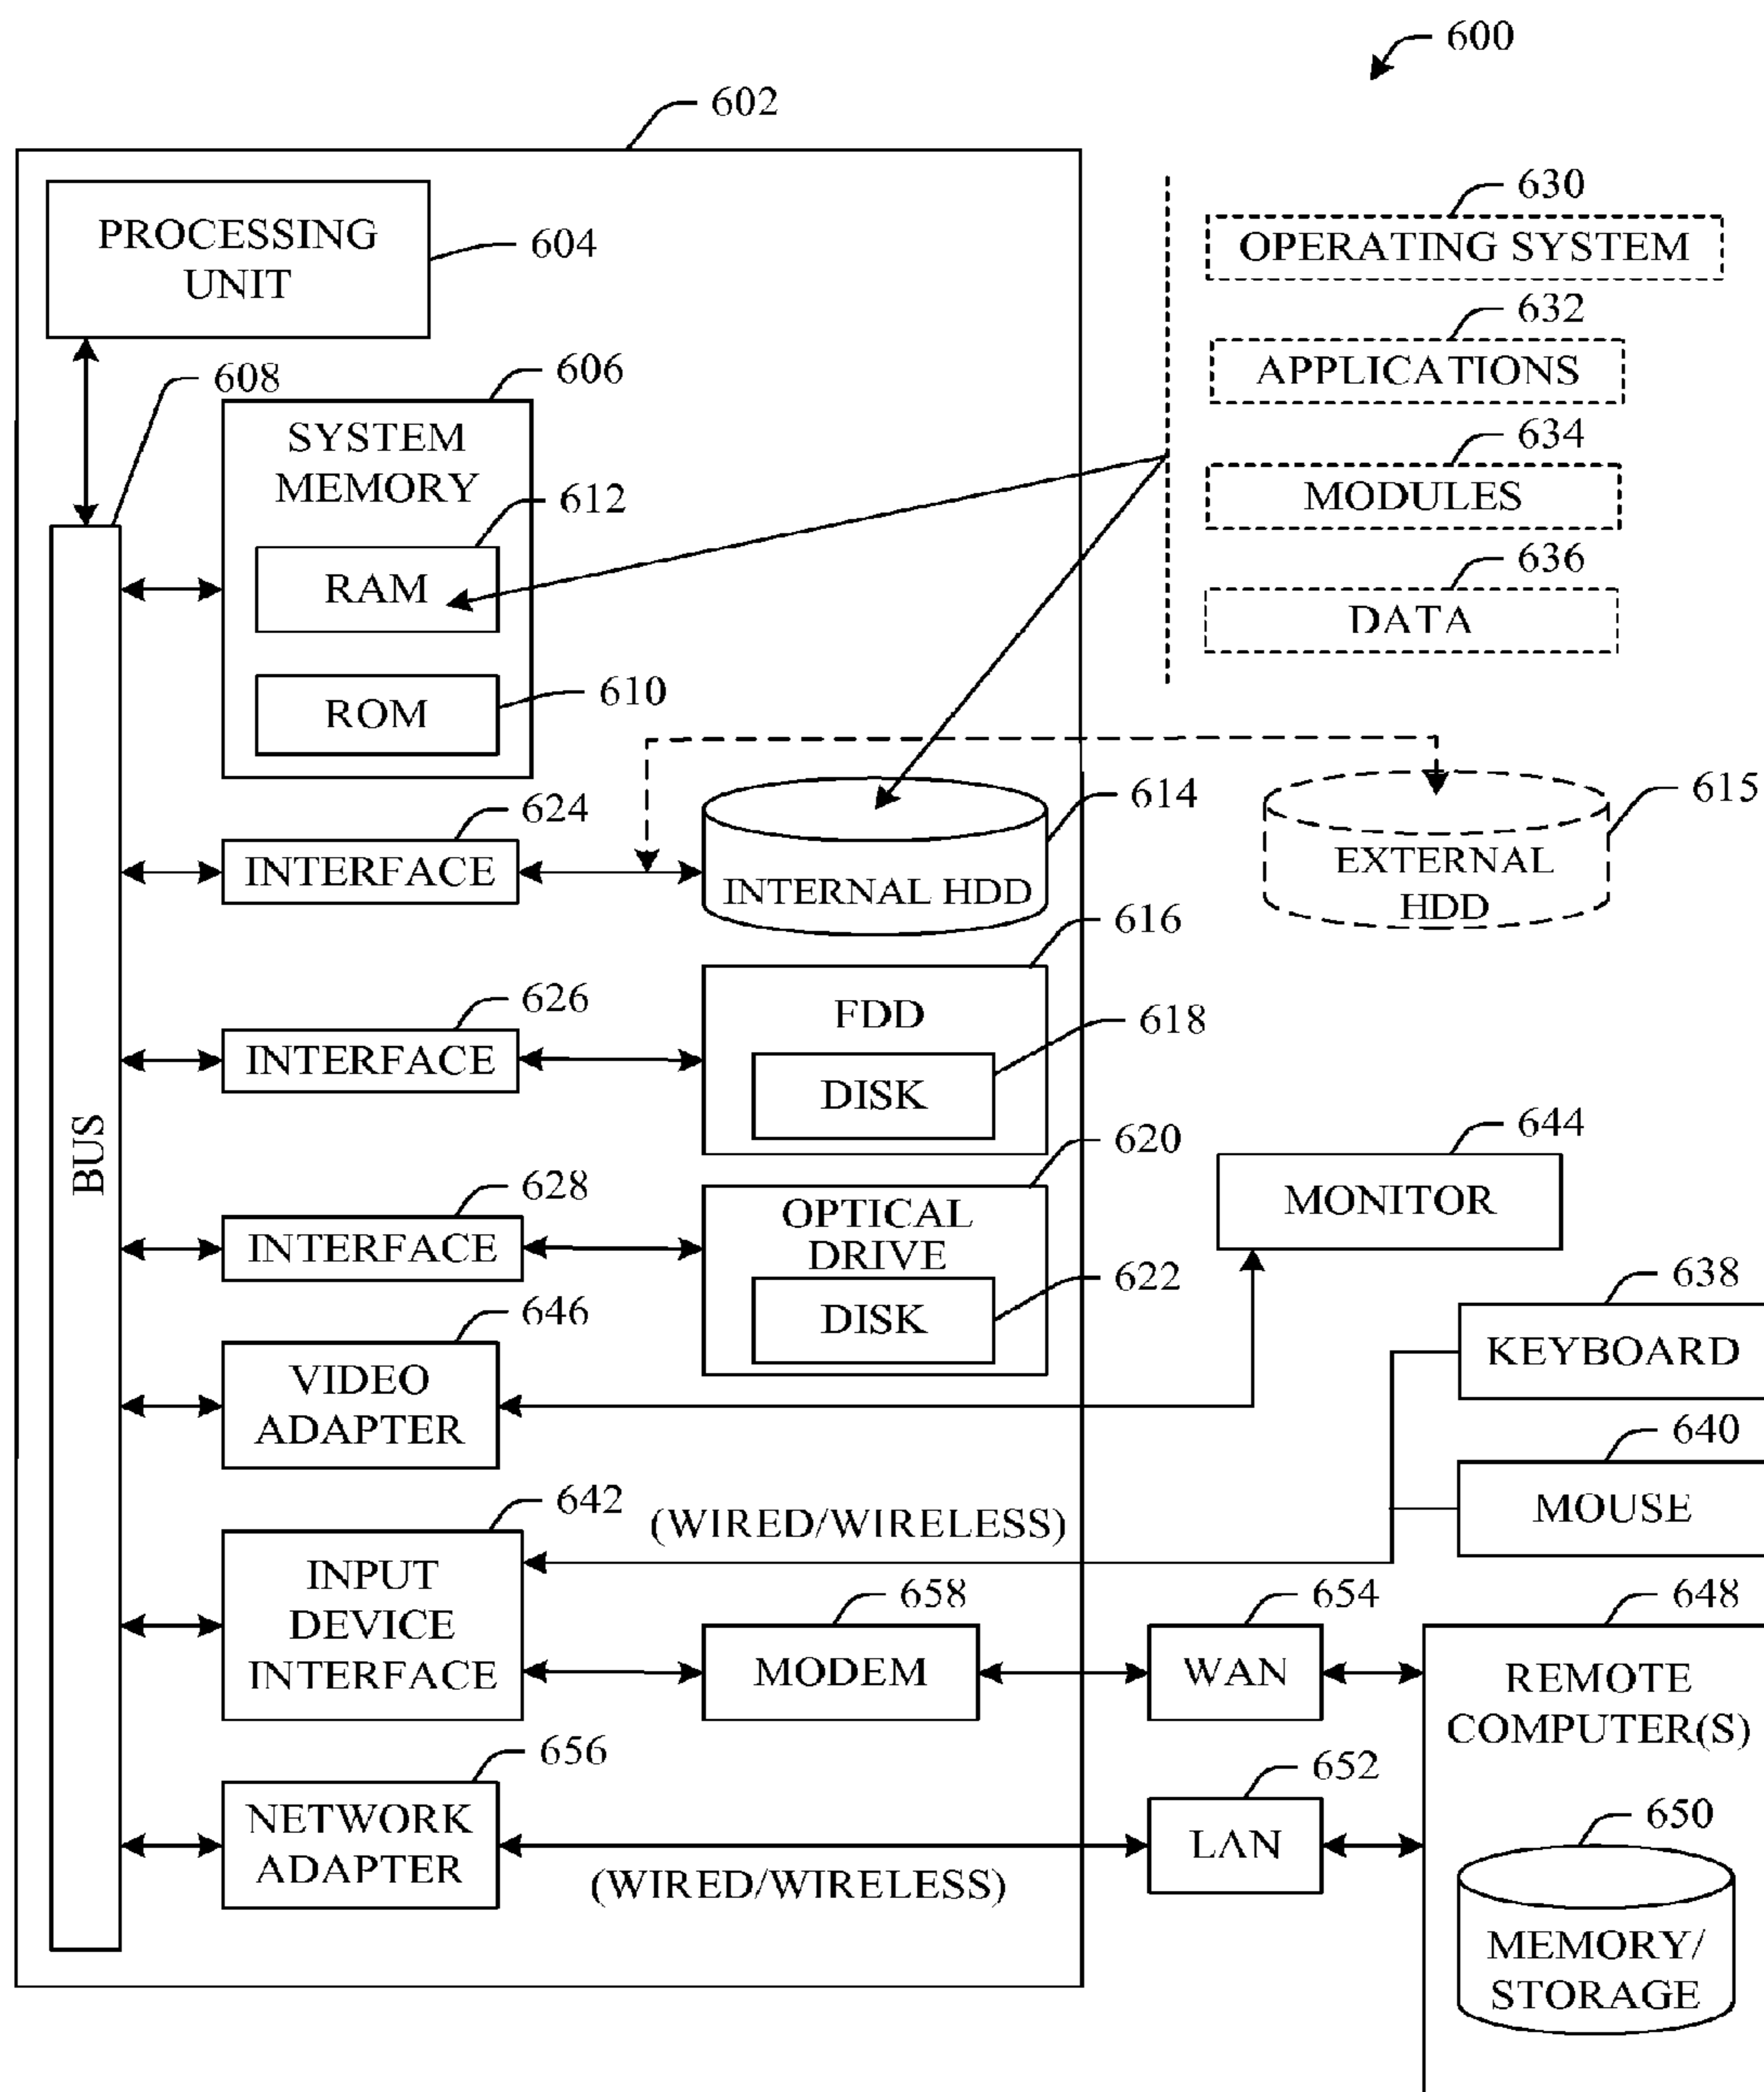 600
602
PROCESSING
UNIT
604
630
OPERATING SYSTEM
632
APPLICATIONS
634
MODULES
636
DATA
608
606
SYSTEM
MEMORY
612
RAM
610
ROM
BUS
624
INTERFACE
614
INTERNAL HDD
615
EXTERNAL
HDD
626
INTERFACE
616
FDD
618
DISK
628
INTERFACE
620
OPTICAL
DRIVE
622
DISK
644
MONITOR
646
VIDEO
ADAPTER
638
KEYBOARD
640
MOUSE
642
INPUT
DEVICE
INTERFACE
(WIRED/WIRELESS)
658
MODEM
654
WAN
648
REMOTE
COMPUTER(S)
656
NETWORK
ADAPTER
(WIRED/WIRELESS)
652
LAN
650
MEMORY/
STORAGE